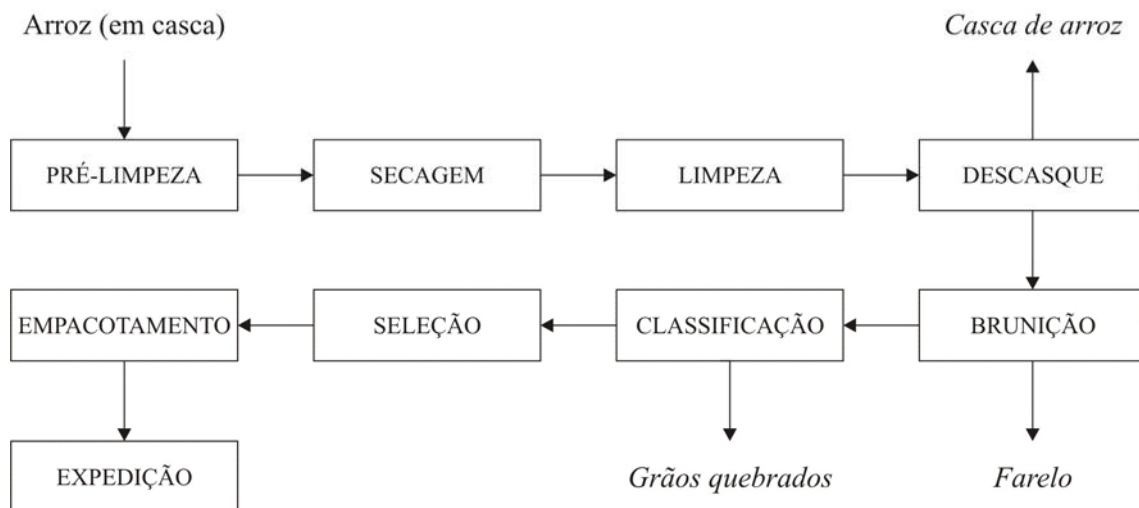 Arroz (em casca)
Casca de arroz
PRÉ-LIMPEZA
SECAGEM
LIMPEZA
DESCASQUE
EMPACOTAMENTO
SELEÇÃO
CLASSIFICAÇÃO
BRUNIÇÃO
EXPEDIÇÃO
Grãos quebrados
Farelo